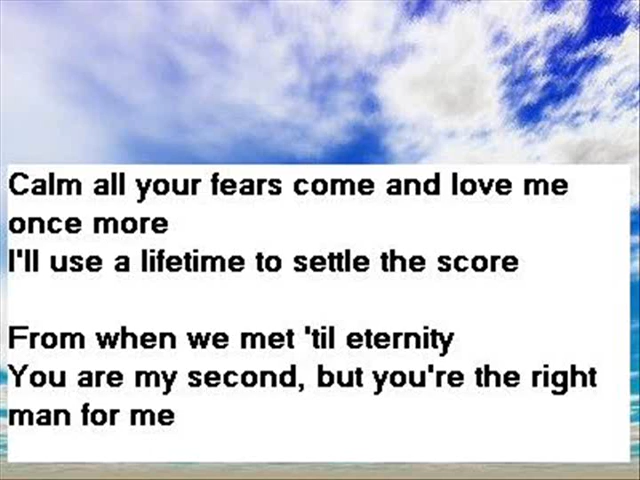 Calm all your fears come and love me
once more
I'll use a lifetime to settle the score
From when we met 'til eternity
You are my second, but you're the right
man for me